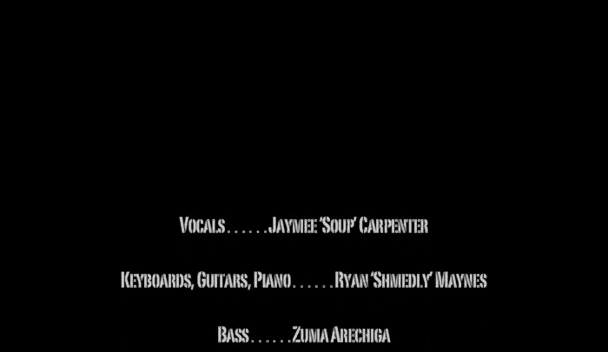 Vocals......Jaymee 'Soup' Carpenter
Keyboards, Guitars, Piano......Ryan 'Shmedly' Maynes
Bass......Zuma Arechiga